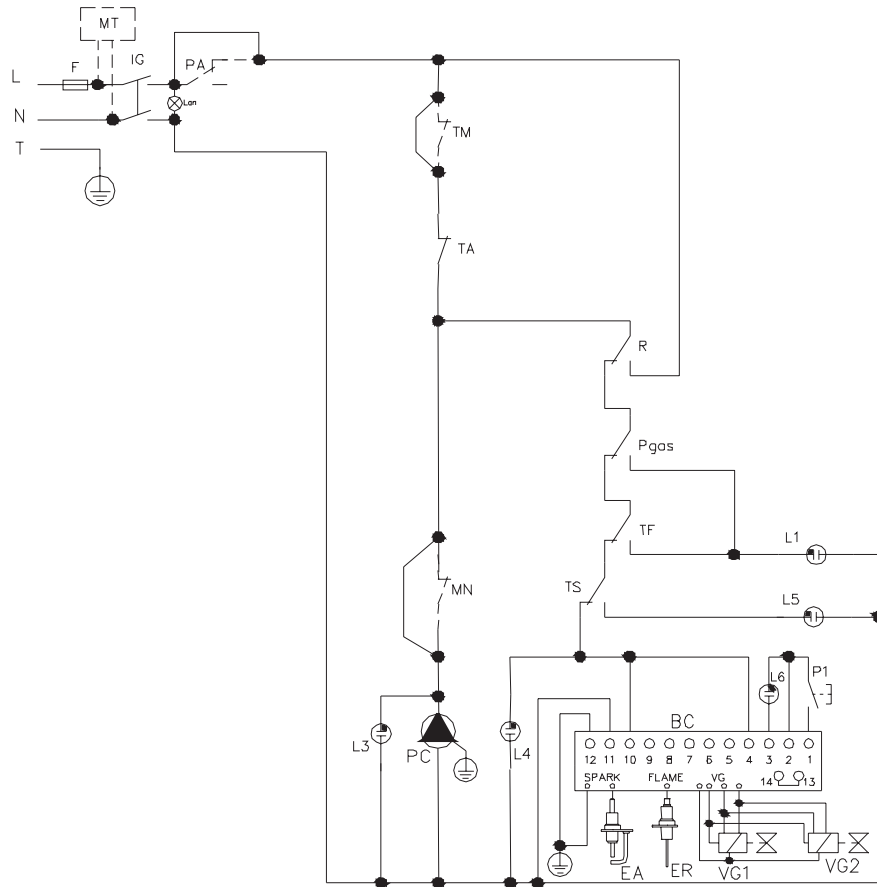 MT
F
IG
PA
L
Lan
N
T
TM
TA
R
Pgas
TF
L1
TS
L5
MN
L6
P1
BC
L3
PC
L4
12 11 10 9 8 7 6 5 4 3 2 1
SPARK FLAME VG 14 13
EA ER VG1 VG2